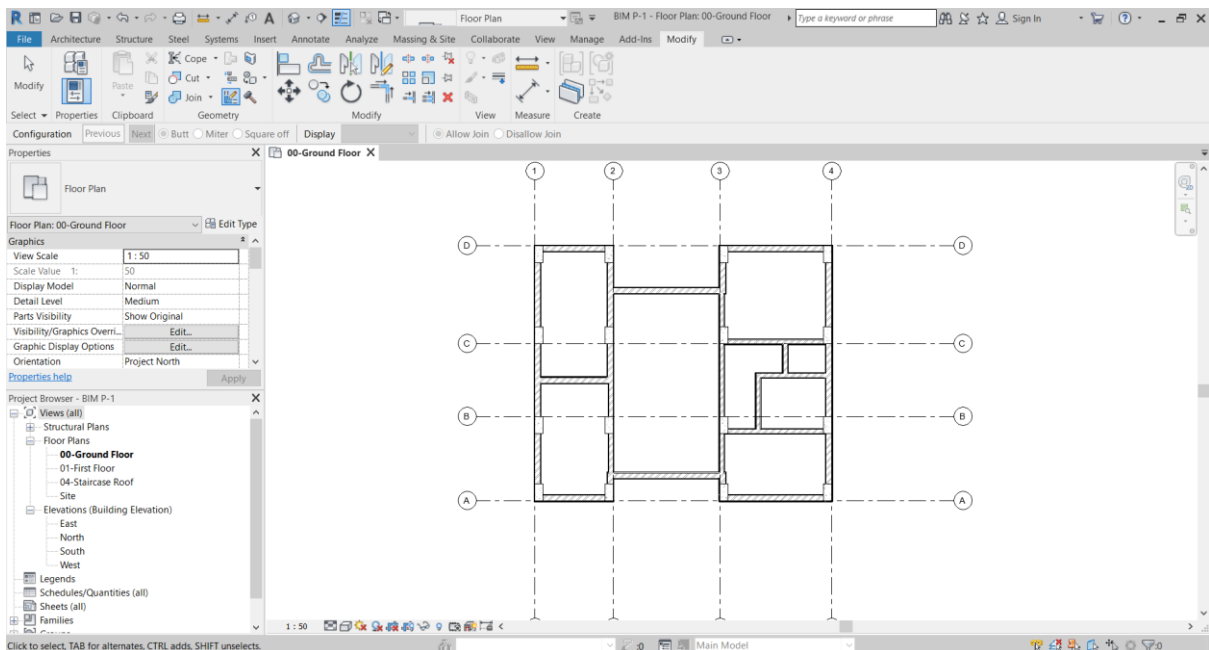 R A Floor Plan BIM P-1 - Floor Plan: 00-Ground Floor Type a keyword or phrase Sign In
File Architecture Structure Steel Systems Insert Annotate Analyze Massing & Site Collaborate View Manage Add-Ins Modify
Cope
Modify Paste Cut
Join
Select Properties Clipboard Geometry Modify View Measure Create
Configuration Previous Next Butt Miter Square off Display Allow Join Disallow Join
Properties X 00-Ground Floor X
Floor Plan
Floor Plan: 00-Ground Floor Edit Type
Graphics
View Scale 1 : 50
Scale Value 1: 50
Display Model Normal
Detail Level Medium
Parts Visibility Show Original
Visibility/Graphics Overri... Edit...
Graphic Display Options Edit...
Orientation Project North
Properties help Apply
Project Browser - BIM P-1 X
Views (all)
Structural Plans
Floor Plans
00-Ground Floor
01-First Floor
04-Staircase Roof
Site
Elevations (Building Elevation)
East
North
South
West
Legends
Schedules/Quantities (all)
Sheets (all)
Families
1 2 3 4
D D
C C
B B
A A
1 : 50
Click to select, TAB for alternates, CTRL adds, SHIFT unselects. :0 Main Model :0